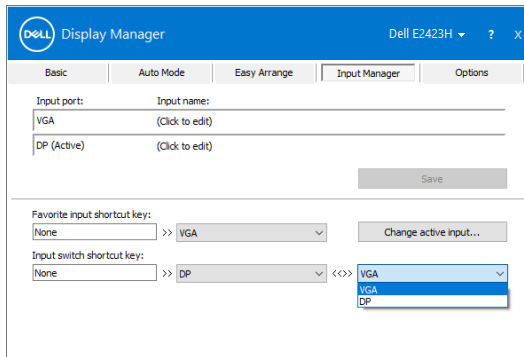 DELL Display Manager Dell E2423H ? X
Basic Auto Mode Easy Arrange Input Manager Options
Input port: Input name:
VGA (Click to edit)
DP (Active) (Click to edit)
Save
Favorite input shortcut key:
None >> VGA Change active input...
Input switch shortcut key:
None >> DP <<>> VGA
VGA
DP